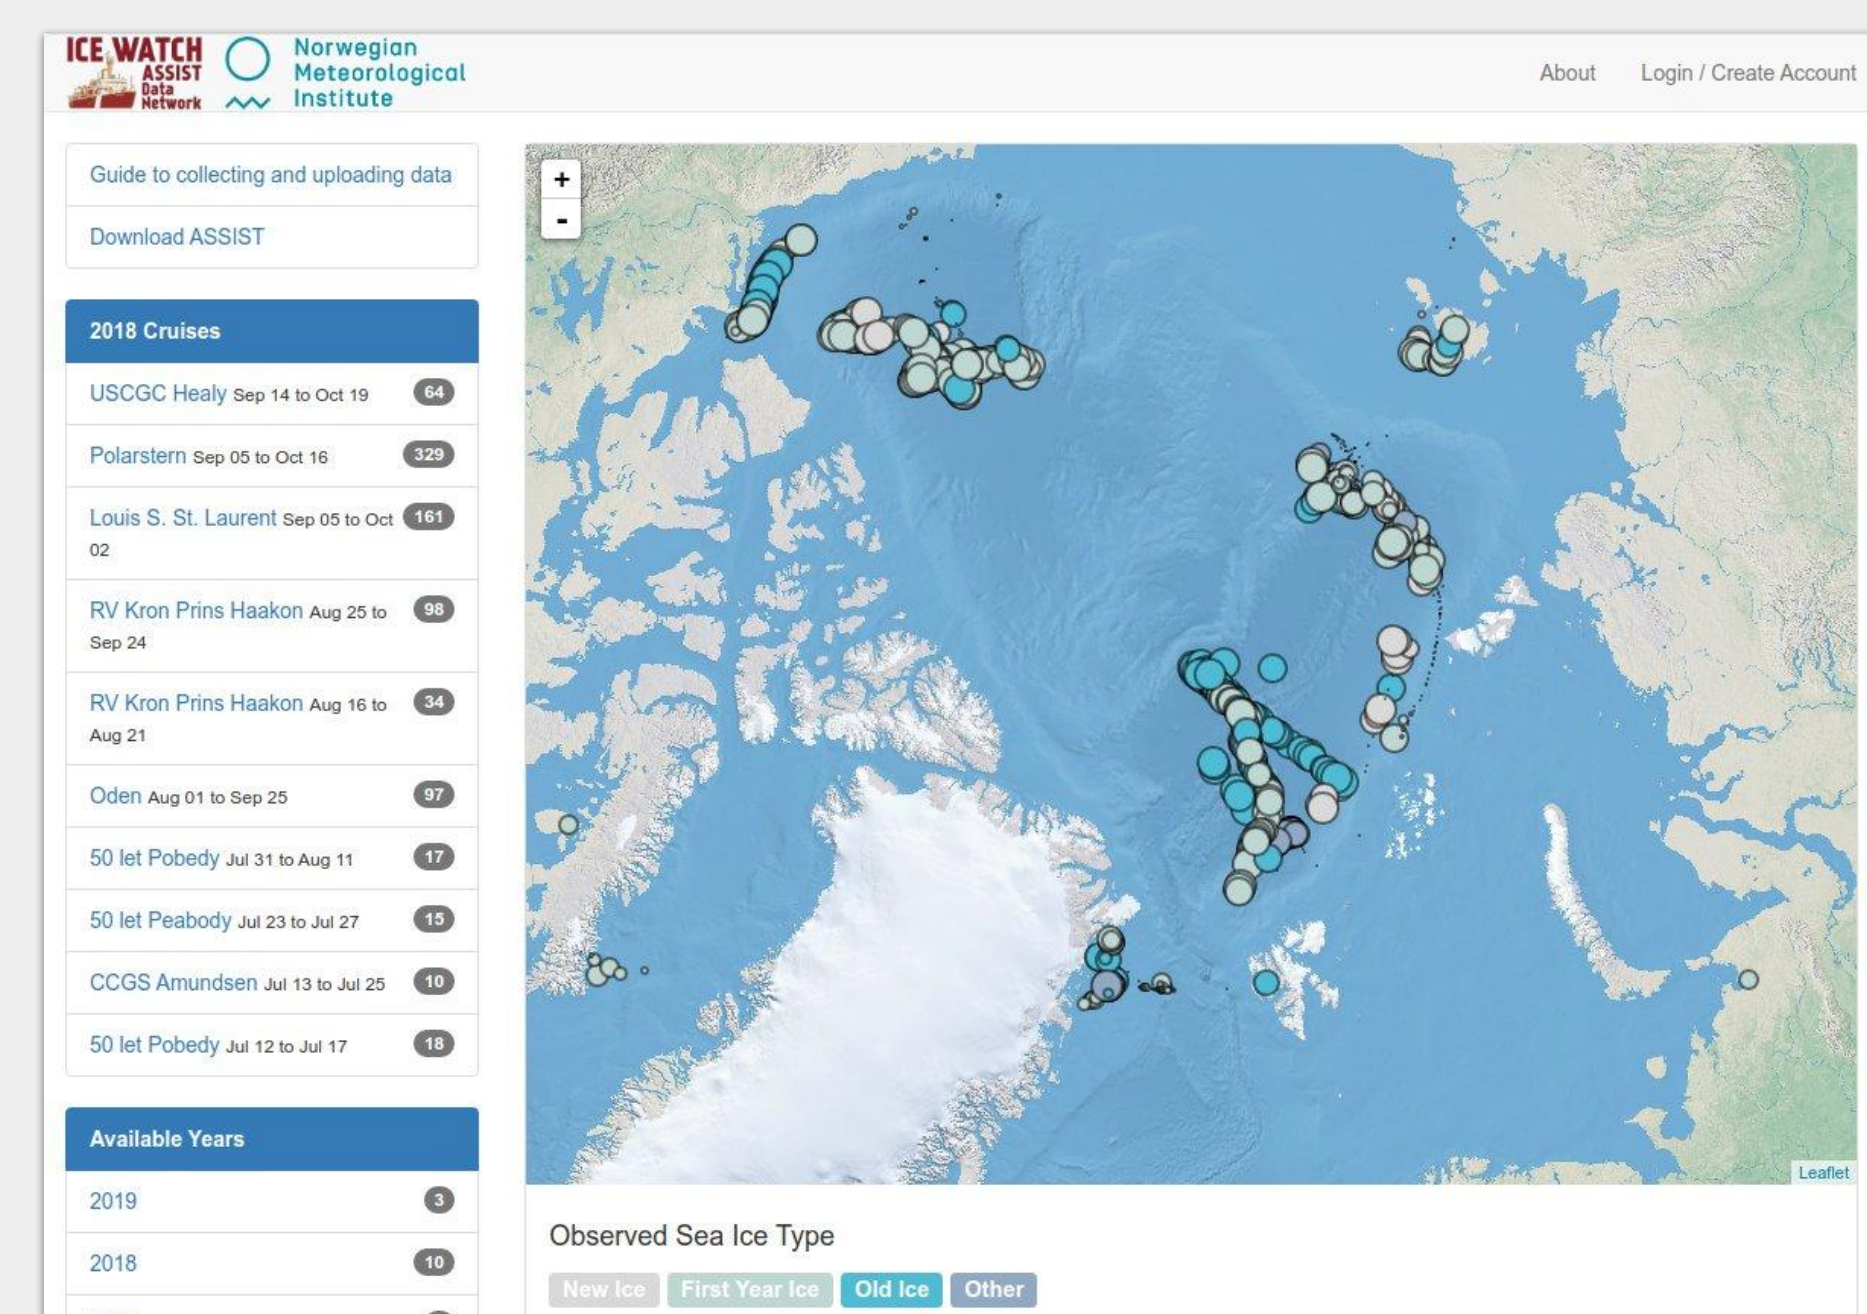 ICE WATCH
ASSIST
Data
Network
Norwegian
Meteorological
Institute
About
Login / Create Account
Guide to collecting and uploading data
Download ASSIST
2018 Cruises
USCGC Healy Sep 14 to Oct 19 64
Polarstern Sep 05 to Oct 16 329
Louis S. St. Laurent Sep 05 to Oct 161
02
RV Kron Prins Haakon Aug 25 to 98
Sep 24
RV Kron Prins Haakon Aug 16 to 34
Aug 21
Oden Aug 01 to Sep 25 97
50 let Pobedy Jul 31 to Aug 11 17
50 let Peabody Jul 23 to Jul 27 15
CCGS Amundsen Jul 13 to Jul 25 10
50 let Pobedy Jul 12 to Jul 17 18
Available Years
2019 3
2018 10
+
-
Leaflet
Observed Sea Ice Type
New Ice First Year Ice Old Ice Other